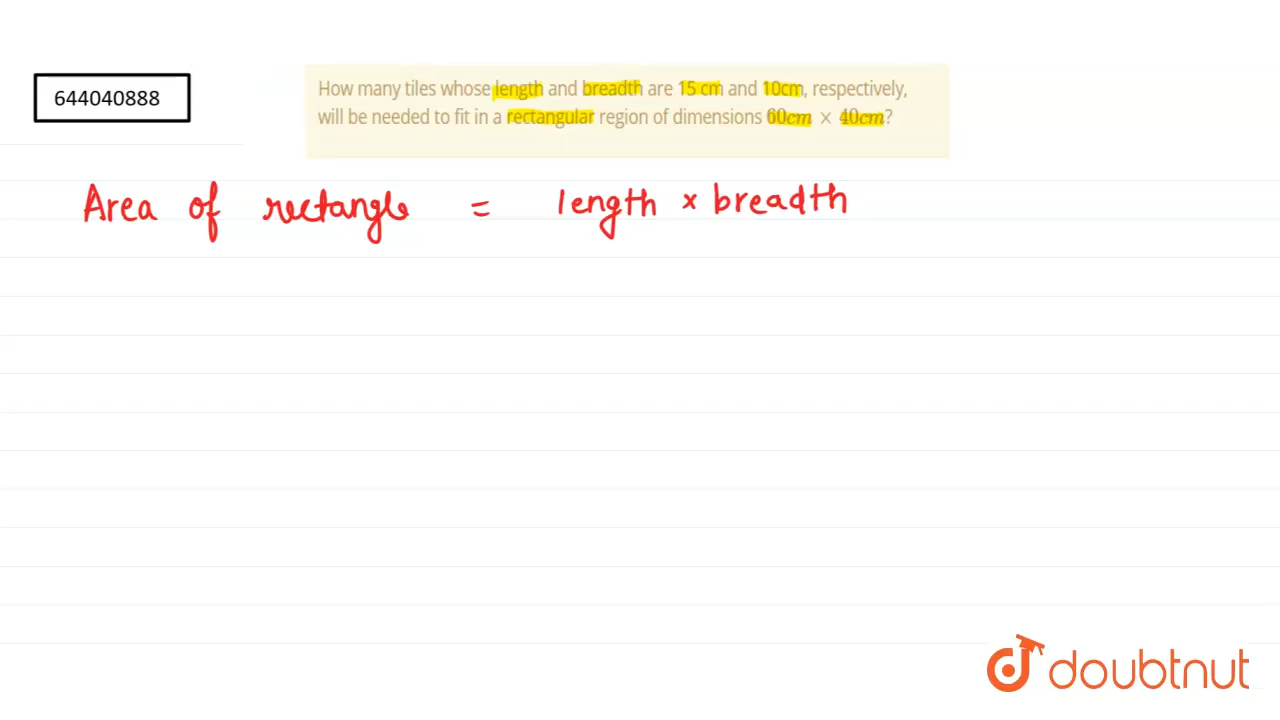 644040888
How many tiles whose length and breadth are 15 cm and 10cm, respectively,
will be needed to fit in a rectangular region of dimensions 60cm × 40cm?
Area of rectangle = length × breadth
doubtnut